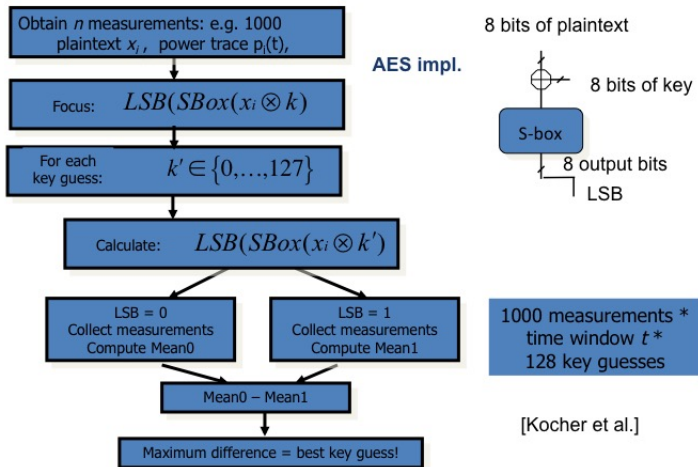 Obtain n measurements: e.g. 1000
plaintext xᵢ , power trace pᵢ(t),
Focus: LSB(SBox(xᵢ ⊗ k)
For each
key guess:
k' ∈ {0,…,127}
Calculate: LSB(SBox(xᵢ ⊗ k')
LSB = 0
Collect measurements
Compute Mean0
LSB = 1
Collect measurements
Compute Mean1
Mean0 – Mean1
Maximum difference = best key guess!
AES impl.
8 bits of plaintext
8 bits of key
S-box
8 output bits
LSB
1000 measurements *
time window t *
128 key guesses
[Kocher et al.]